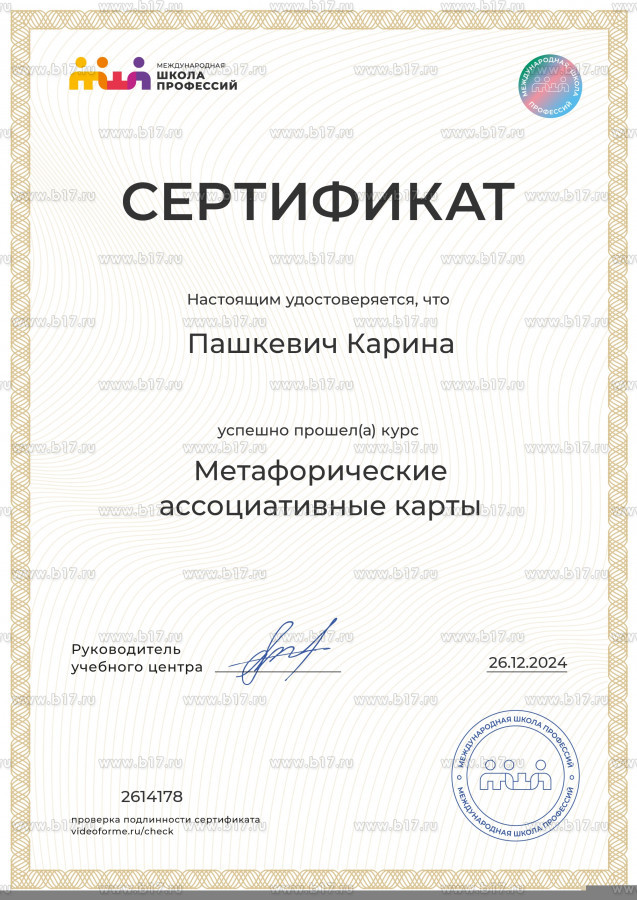 МЕЖДУНАРОДНАЯ
ШКОЛА
ПРОФЕССИЙ
МЕЖДУНАРОДНАЯ ШКОЛА ПРОФЕССИЙ
СЕРТИФИКАТ
Настоящим удостоверяется, что
Пашкевич Карина
успешно прошел(а) курс
Метафорические
ассоциативные карты
Руководитель
учебного центра
26.12.2024
МЕЖДУНАРОДНАЯ ШКОЛА ПРОФЕССИЙ
МЕЖДУНАРОДНАЯ ШКОЛА ПРОФЕССИЙ
2614178
проверка подлинности сертификата
videoforme.ru/check
www.b17.ru